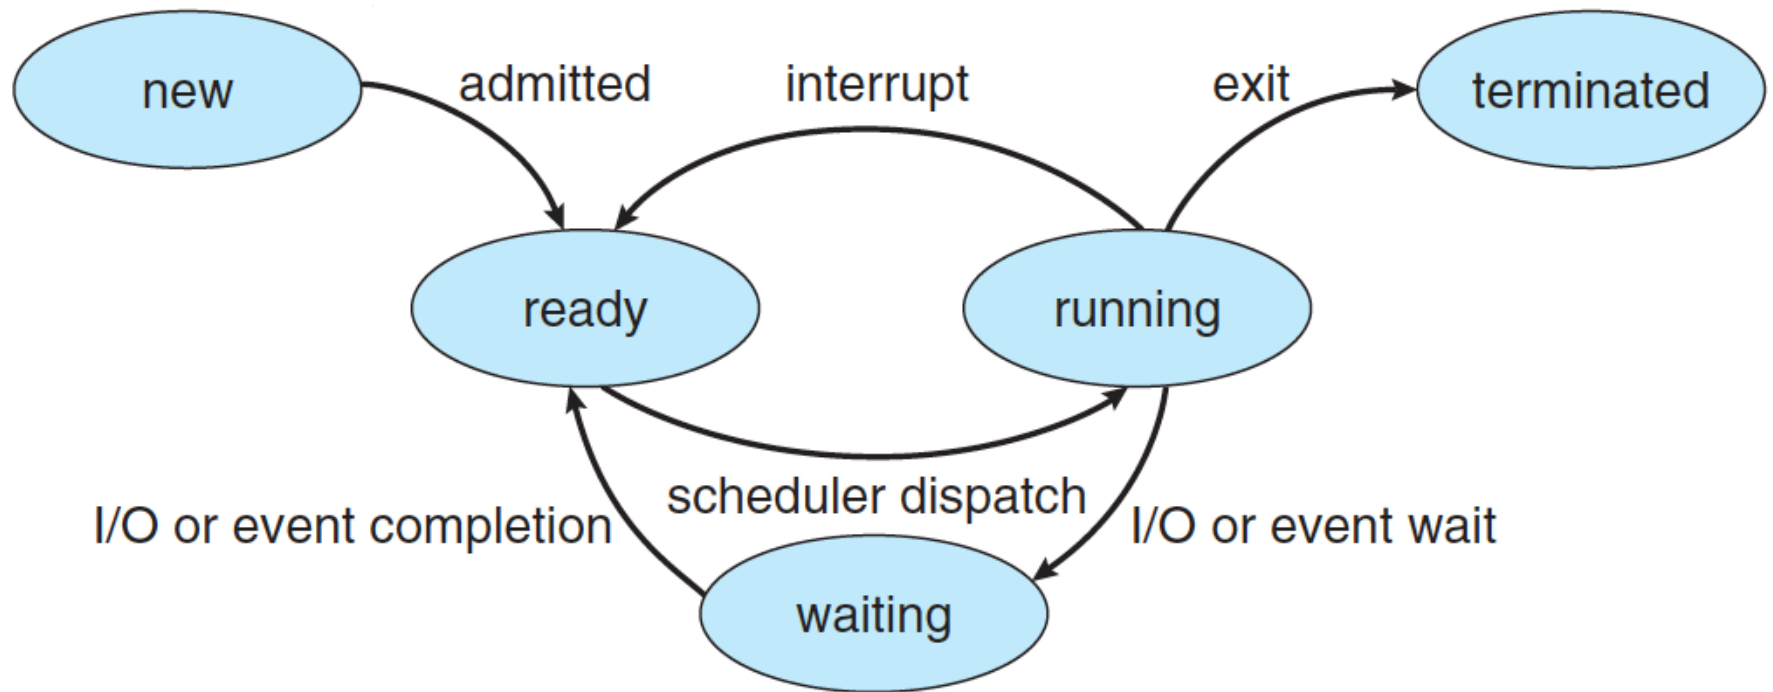 new
admitted
interrupt
exit
terminated
ready
running
scheduler dispatch
I/O or event completion
I/O or event wait
waiting